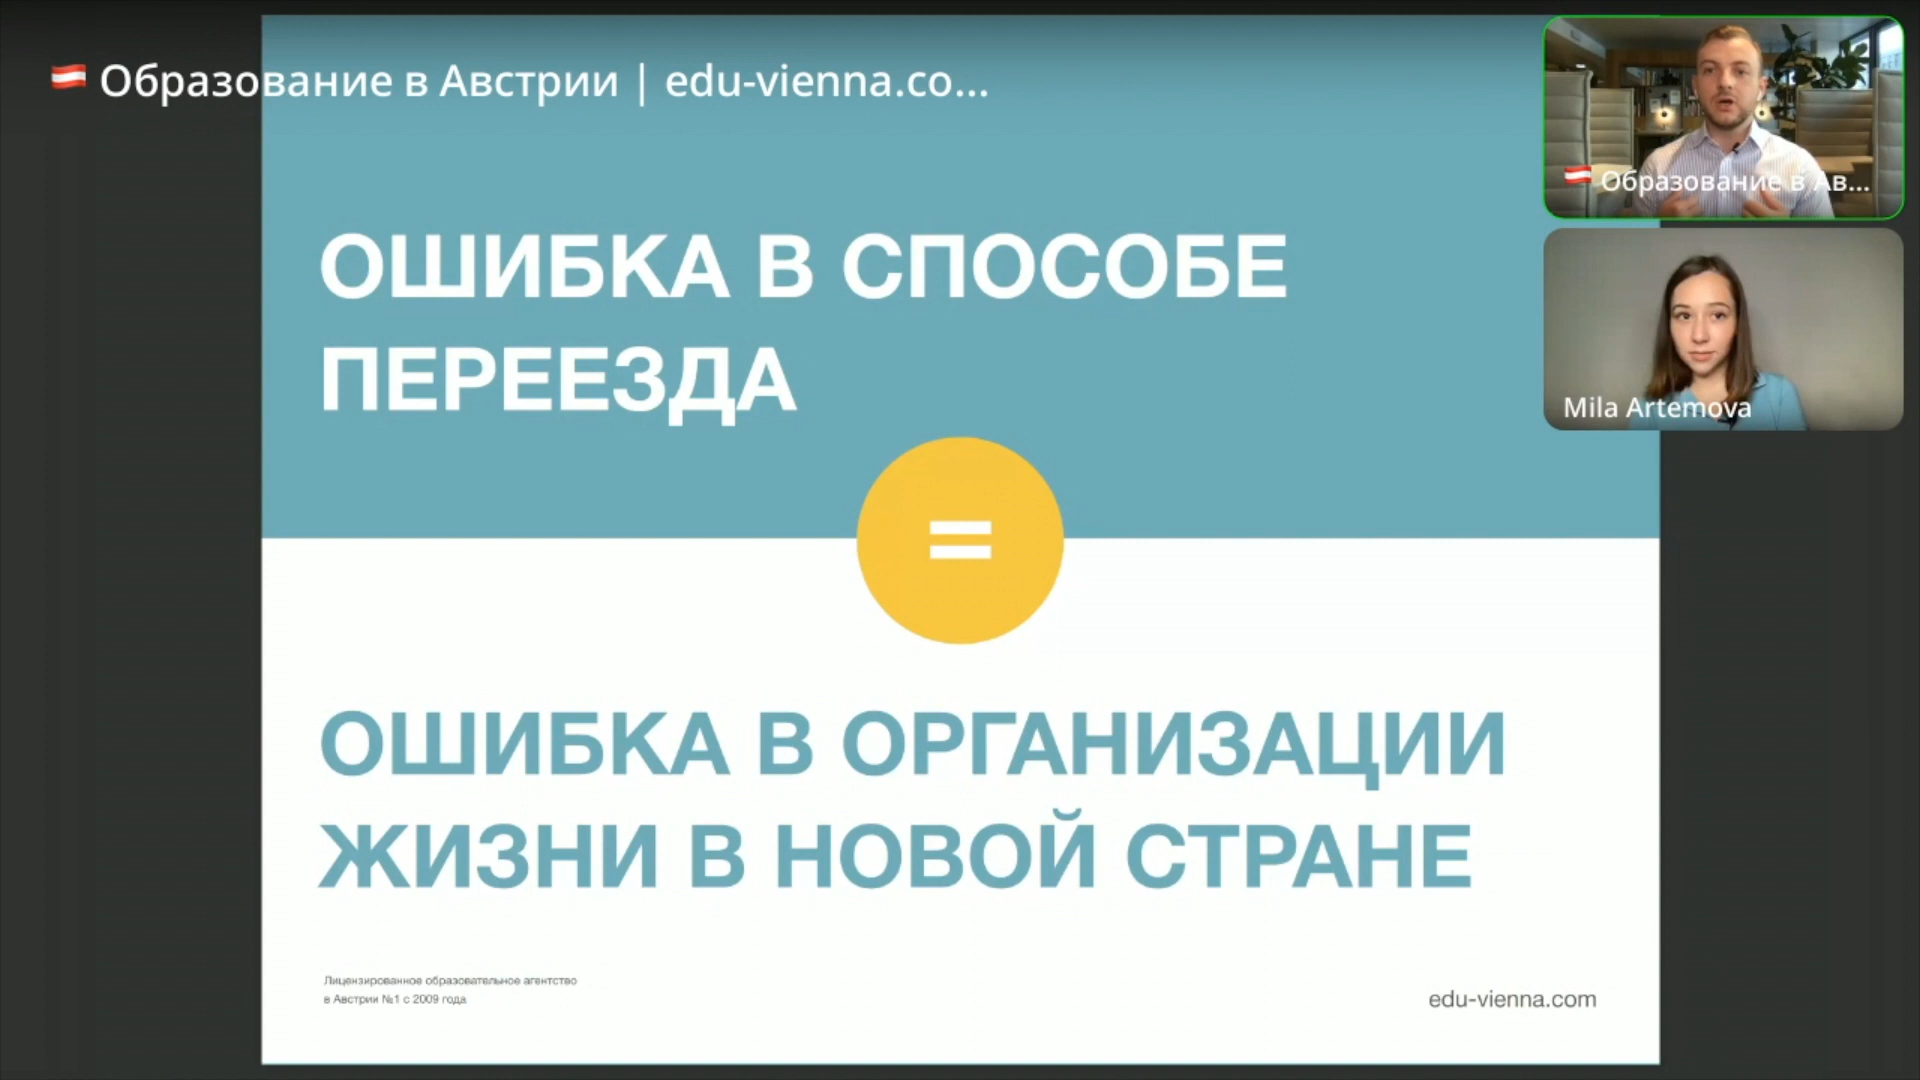 Образование в Австрии | edu-vienna.co...
ОШИБКА В СПОСОБЕ
ПЕРЕЕЗДА
=
ОШИБКА В ОРГАНИЗАЦИИ
ЖИЗНИ В НОВОЙ СТРАНЕ
Лицензированное образовательное агентство
в Австрии №1 с 2009 года
edu-vienna.com
Образование в Ав...
Mila Artemova